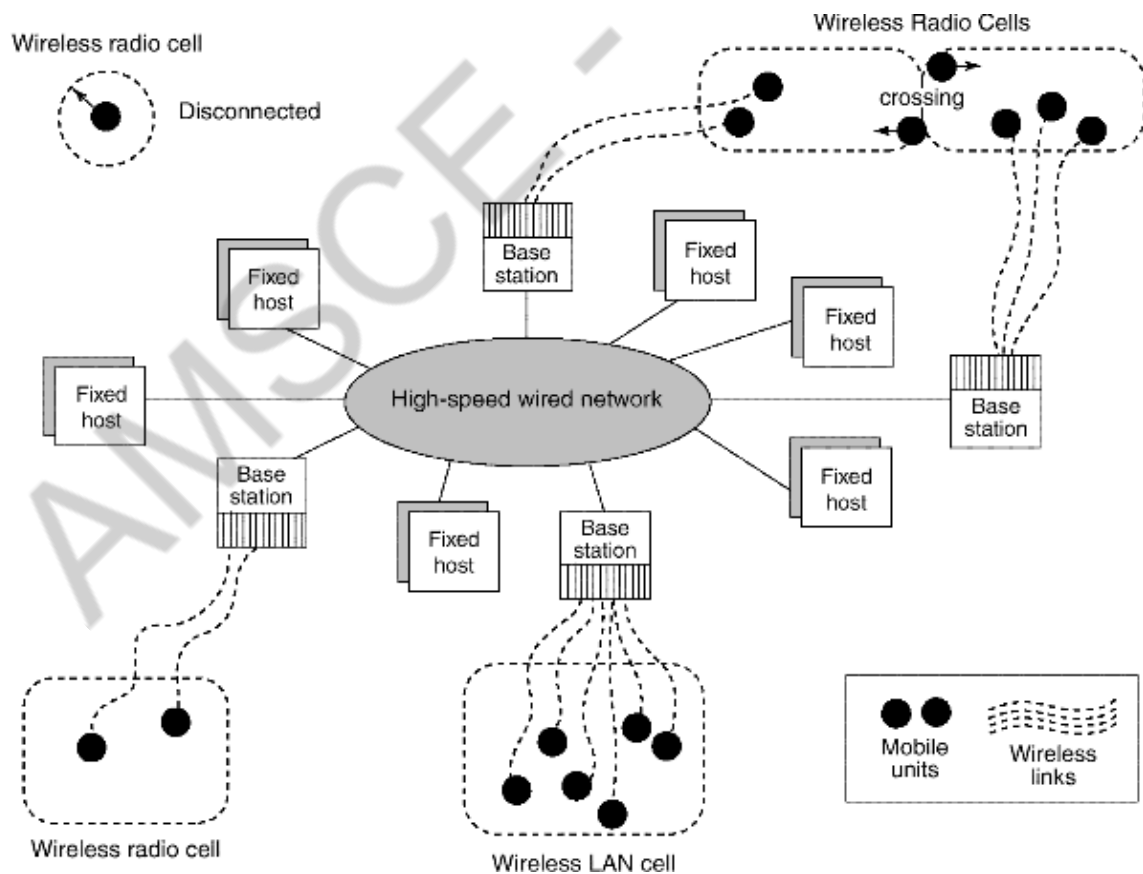 Wireless radio cell
Disconnected
Wireless Radio Cells
crossing
Base
station
Fixed
host
Fixed
host
Fixed
host
Fixed
host
High-speed wired network
Base
station
Base
station
Fixed
host
Fixed
host
Base
station
Mobile
units
Wireless
links
Wireless radio cell
Wireless LAN cell
AMSCE -